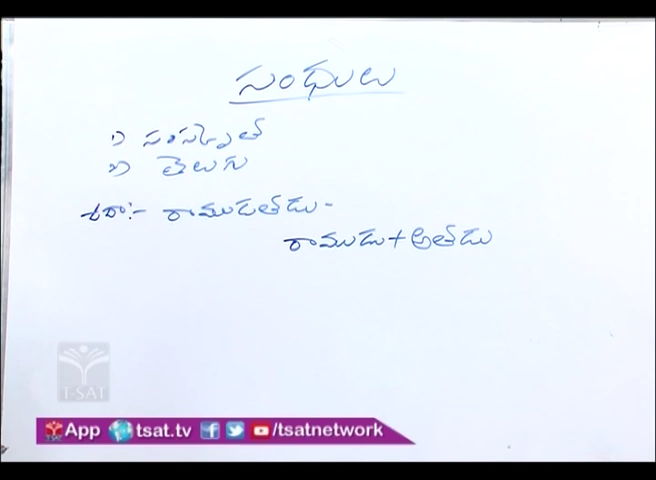 సంధులు
1) సంస్కృత
2) తెలుగు
ఉదా:- రాముడతడు -
రాముడు + అతడు
T-SAT
App tsat.tv /tsatnetwork